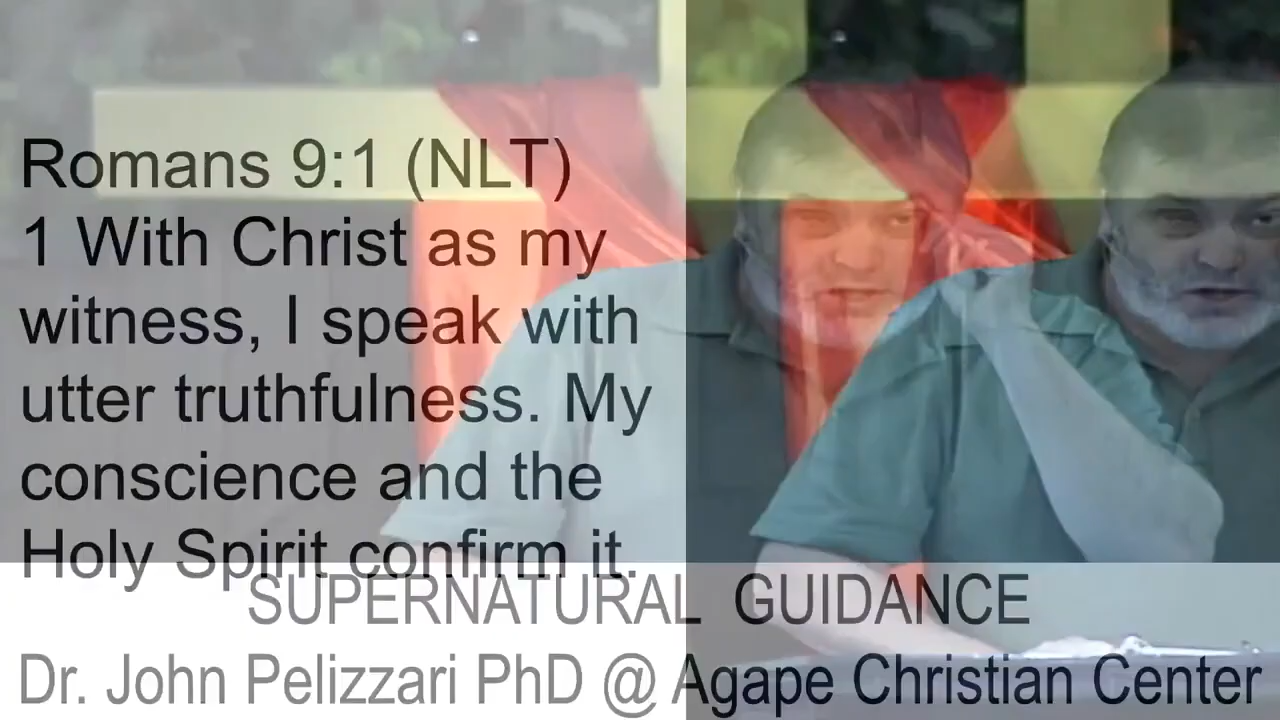 Romans 9:1 (NLT)
1 With Christ as my
witness, I speak with
utter truthfulness. My
conscience and the
Holy Spirit confirm it.
SUPERNATURAL GUIDANCE
Dr. John Pelizzari PhD @ Agape Christian Center